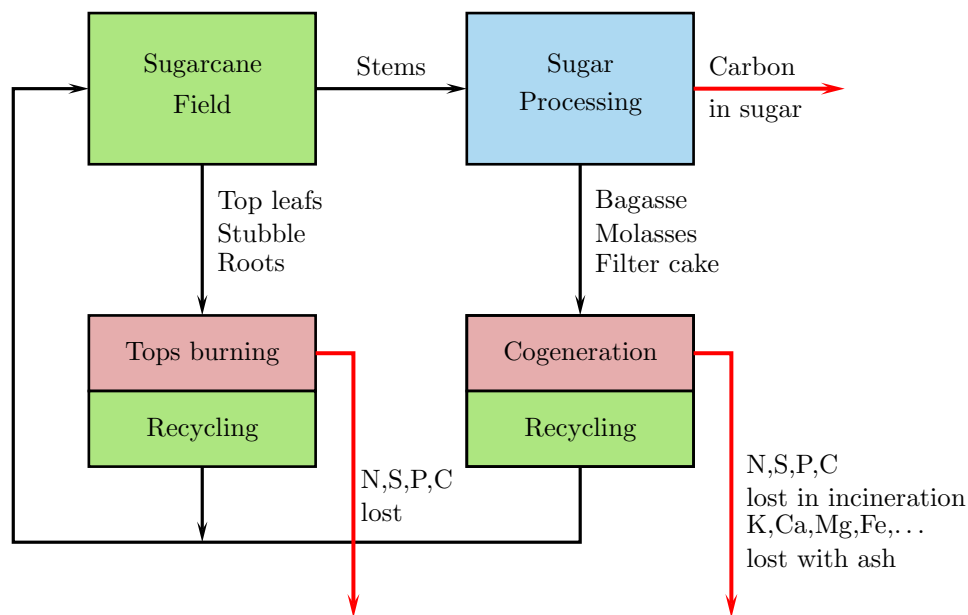 Sugarcane
Field
Stems
Sugar
Processing
Carbon
in sugar
Top leafs
Stubble
Roots
Bagasse
Molasses
Filter cake
Tops burning
Recycling
Cogeneration
Recycling
N,S,P,C
lost
N,S,P,C
lost in incineration
K,Ca,Mg,Fe,...
lost with ash